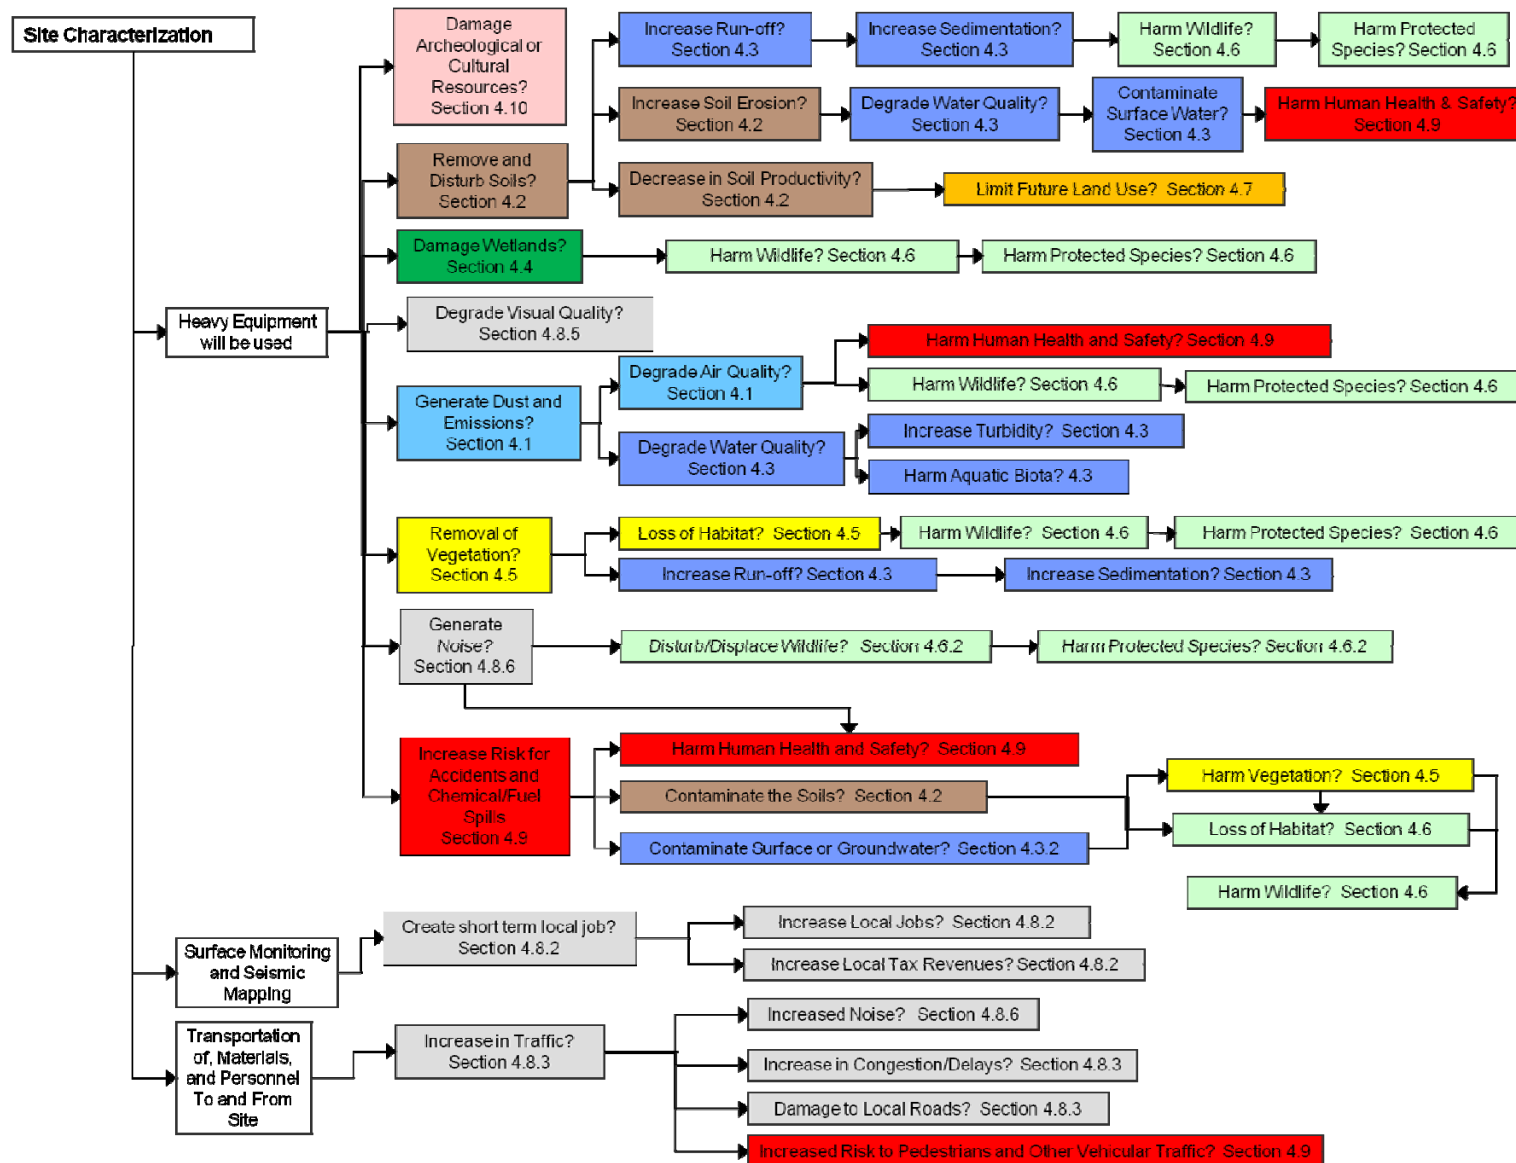 Site Characterization
Damage
Archeological or
Cultural
Resources?
Section 4.10
Increase Run-off?
Section 4.3
Increase Sedimentation?
Section 4.3
Harm Wildlife?
Section 4.6
Harm Protected
Species? Section 4.6
Increase Soil Erosion?
Section 4.2
Degrade Water Quality?
Section 4.3
Contaminate
Surface Water?
Section 4.3
Harm Human Health & Safety?
Section 4.9
Remove and
Disturb Soils?
Section 4.2
Decrease in Soil Productivity?
Section 4.2
Limit Future Land Use? Section 4.7
Damage Wetlands?
Section 4.4
Harm Wildlife? Section 4.6
Harm Protected Species? Section 4.6
Heavy Equipment
will be used
Degrade Visual Quality?
Section 4.8.5
Generate Dust and
Emissions?
Section 4.1
Degrade Air Quality?
Section 4.1
Harm Human Health and Safety? Section 4.9
Harm Wildlife? Section 4.6
Harm Protected Species? Section 4.6
Degrade Water Quality?
Section 4.3
Increase Turbidity? Section 4.3
Harm Aquatic Biota? 4.3
Removal of
Vegetation?
Section 4.5
Loss of Habitat? Section 4.5
Harm Wildlife? Section 4.6
Harm Protected Species? Section 4.6
Increase Run-off? Section 4.3
Increase Sedimentation? Section 4.3
Generate
Noise?
Section 4.8.6
Disturb/Displace Wildlife? Section 4.6.2
Harm Protected Species? Section 4.6.2
Increase Risk for
Accidents and
Chemical/Fuel
Spills
Section 4.9
Harm Human Health and Safety? Section 4.9
Contaminate the Soils? Section 4.2
Contaminate Surface or Groundwater? Section 4.3.2
Harm Vegetation? Section 4.5
Loss of Habitat? Section 4.6
Harm Wildlife? Section 4.6
Surface Monitoring
and Seismic
Mapping
Create short term local job?
Section 4.8.2
Increase Local Jobs? Section 4.8.2
Increase Local Tax Revenues? Section 4.8.2
Transportation
of, Materials,
and Personnel
To and From
Site
Increase in Traffic?
Section 4.8.3
Increased Noise? Section 4.8.6
Increase in Congestion/Delays? Section 4.8.3
Damage to Local Roads? Section 4.8.3
Increased Risk to Pedestrians and Other Vehicular Traffic? Section 4.9